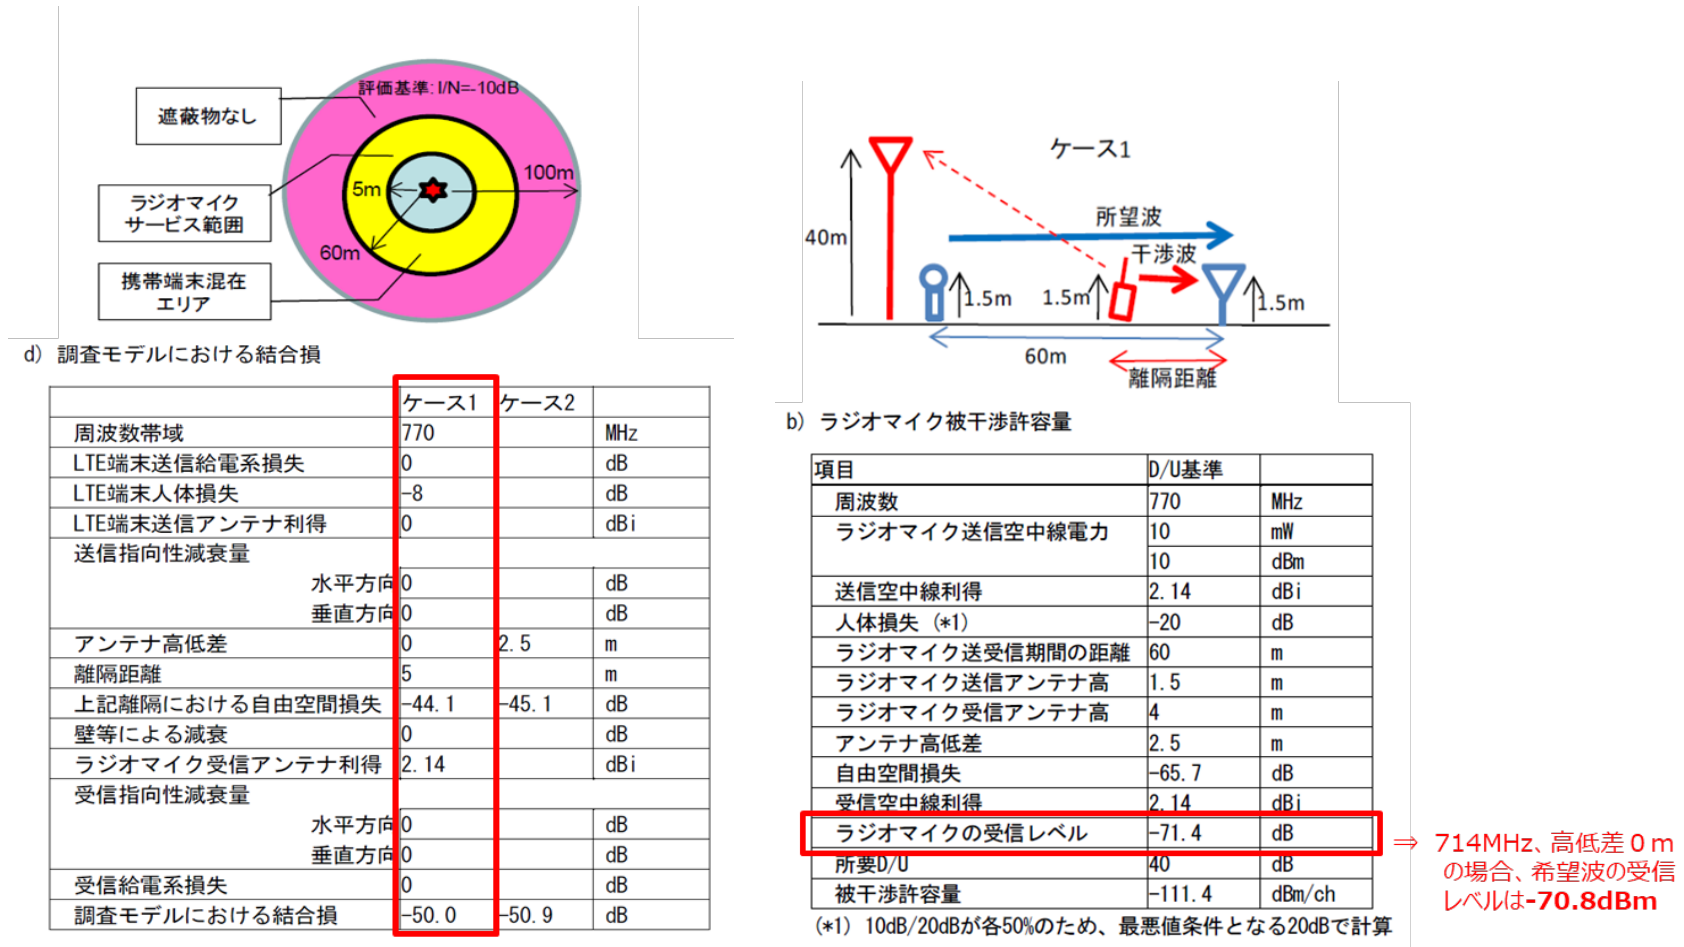 評価基準:I/N=-10dB
遮蔽物なし
ラジオマイク
サービス範囲
携帯端末混在
エリア
5m
100m
60m
d) 調査モデルにおける結合損
ケース1 ケース2
周波数帯域 770 MHz
LTE端末送信給電系損失 0 dB
LTE端末人体損失 -8 dB
LTE端末送信アンテナ利得 0 dBi
送信指向性減衰量
水平方向 0 dB
垂直方向 0 dB
アンテナ高低差 0 2.5 m
離隔距離 5 m
上記離隔における自由空間損失 -44.1 -45.1 dB
壁等による減衰 0 dB
ラジオマイク受信アンテナ利得 2.14 dBi
受信指向性減衰量
水平方向 0 dB
垂直方向 0 dB
受信給電系損失 0 dB
調査モデルにおける結合損 -50.0 -50.9 dB
ケース1
40m
所望波
干渉波
1.5m
1.5m
1.5m
60m
離隔距離
b) ラジオマイク被干渉許容量
項目 D/U基準
周波数 770 MHz
ラジオマイク送信空中線電力 10 mW
10 dBm
送信空中線利得 2.14 dBi
人体損失 (*1) -20 dB
ラジオマイク送受信期間の距離 60 m
ラジオマイク送信アンテナ高 1.5 m
ラジオマイク受信アンテナ高 4 m
アンテナ高低差 2.5 m
自由空間損失 -65.7 dB
受信空中線利得 2.14 dBi
ラジオマイクの受信レベル -71.4 dB
所要D/U 40 dB
被干渉許容量 -111.4 dBm/ch
(*1) 10dB/20dBが各50%のため、最悪値条件となる20dBで計算
⇒ 714MHz、高低差0m
の場合、希望波の受信
レベルは-70.8dBm